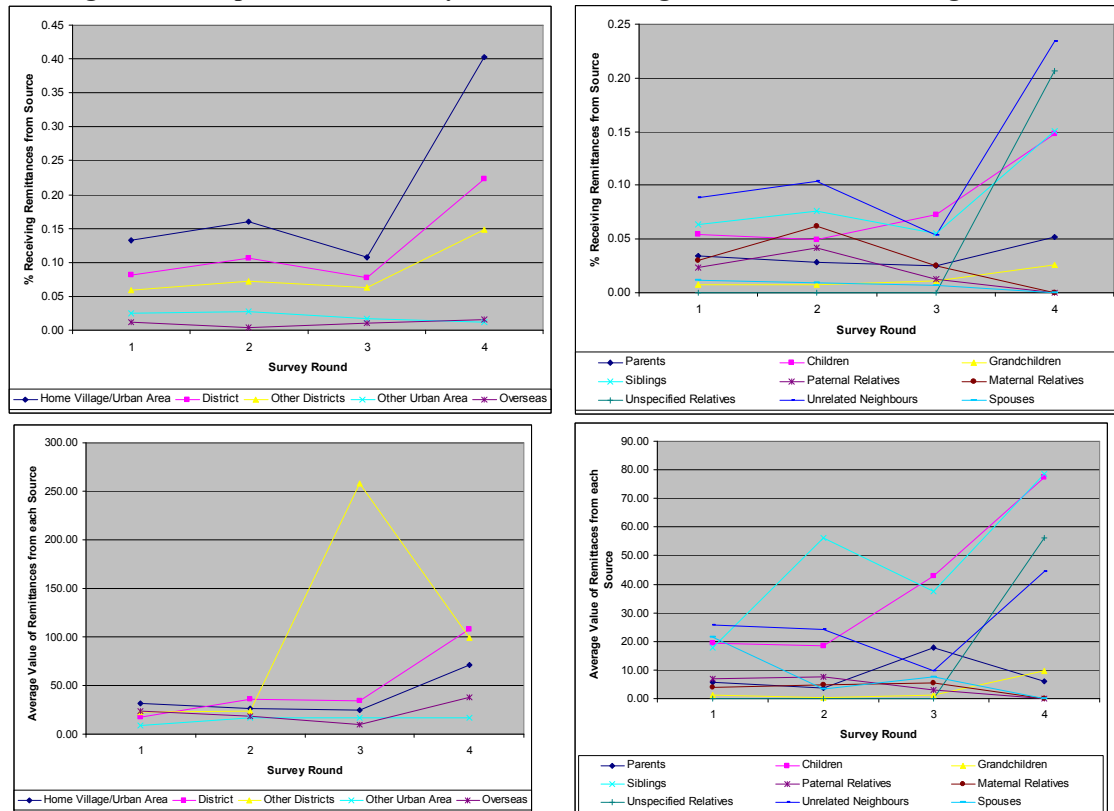 0.45
0.40
0.35
0.30
0.25
0.20
0.15
0.10
0.05
0.00
% Receiving Remittances from Source
1 2 3 4
Survey Round
Home Village/Urban Area District Other Districts Other Urban Area Overseas
0.25
0.20
0.15
0.10
0.05
0.00
% Receiving Remittances from Source
1 2 3 4
Survey Round
Parents Children Grandchildren
Siblings Paternal Relatives Maternal Relatives
Unspecified Relatives Unrelated Neighbours Spouses
300.00
250.00
200.00
150.00
100.00
50.00
0.00
Average Value of Remittances from each Source
1 2 3 4
Survey Round
Home Village/Urban Area District Other Districts Other Urban Area Overseas
90.00
80.00
70.00
60.00
50.00
40.00
30.00
20.00
10.00
0.00
Average Value of Remittaces from each
Source
1 2 3 4
Survey Round
Parents Children Grandchildren
Siblings Paternal Relatives Maternal Relatives
Unspecified Relatives Unrelated Neighbours Spouses